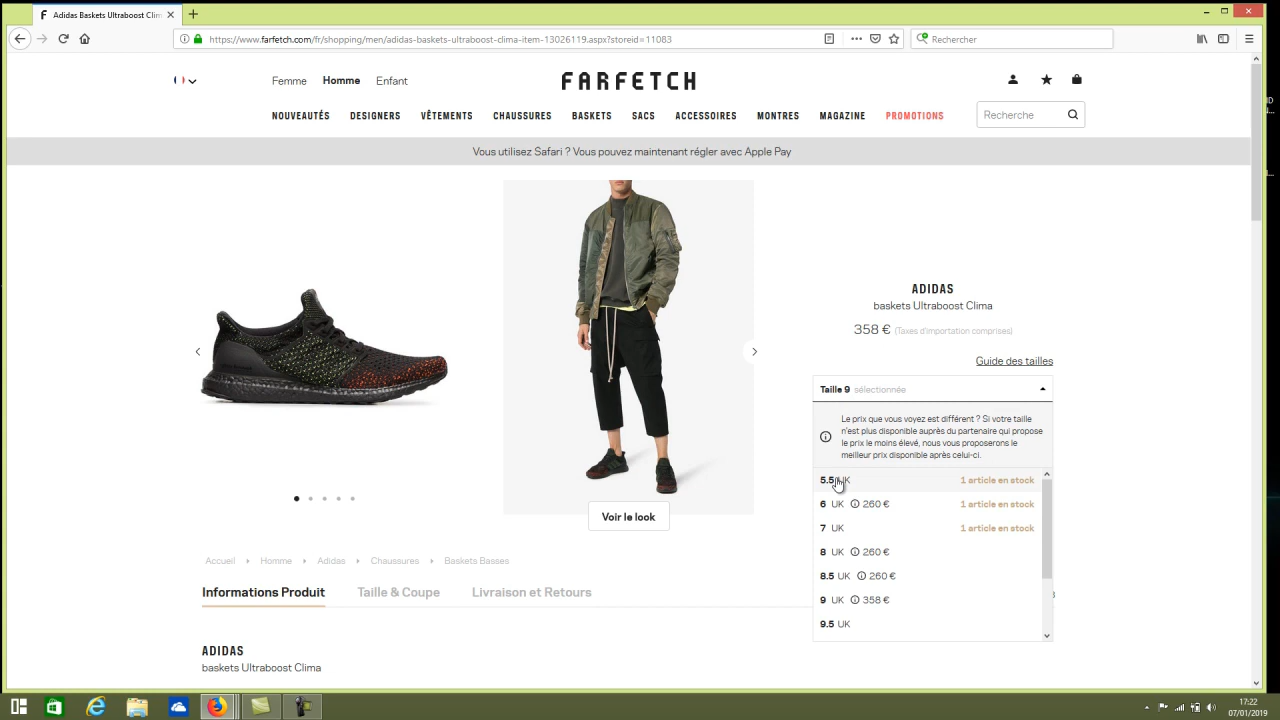 Adidas Baskets Ultraboost Clim
https://www.farfetch.com/fr/shopping/men/adidas-baskets-ultraboost-clima-item-13026119.aspx?storeid=11083
Rechercher
Femme Homme Enfant
FARFETCH
NOUVEAUTÉS DESIGNERS VÊTEMENTS CHAUSSURES BASKETS SACS ACCESSOIRES MONTRES MAGAZINE PROMOTIONS
Recherche
Vous utilisez Safari ? Vous pouvez maintenant régler avec Apple Pay
ADIDAS
baskets Ultraboost Clima
358 € (Taxes d'importation comprises)
Guide des tailles
Taille 9 sélectionnée
Le prix que vous voyez est différent ? Si votre taille
n'est plus disponible auprès du partenaire qui propose
le prix le moins élevé, nous vous proposerons le
meilleur prix disponible après celui-ci.
5.5 UK 1 article en stock
6 UK 260 € 1 article en stock
7 UK 1 article en stock
8 UK 260 €
8.5 UK 260 €
9 UK 358 €
9.5 UK
Voir le look
Accueil Homme Adidas Chaussures Baskets Basses
Informations Produit Taille & Coupe Livraison et Retours
ADIDAS
baskets Ultraboost Clima
17:22
07/01/2019